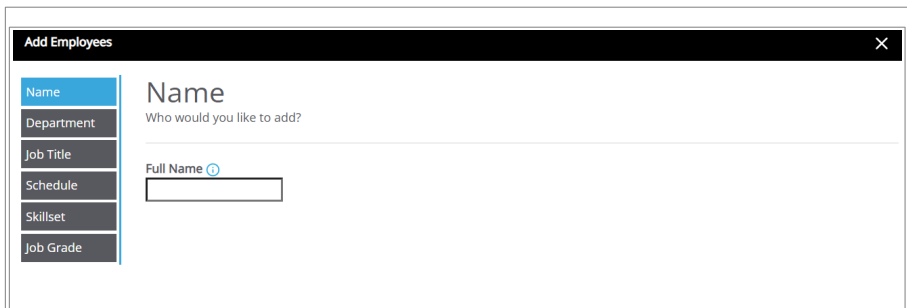 Add Employees
Name
Department
Job Title
Schedule
Skillset
Job Grade
Name
Who would you like to add?
Full Name